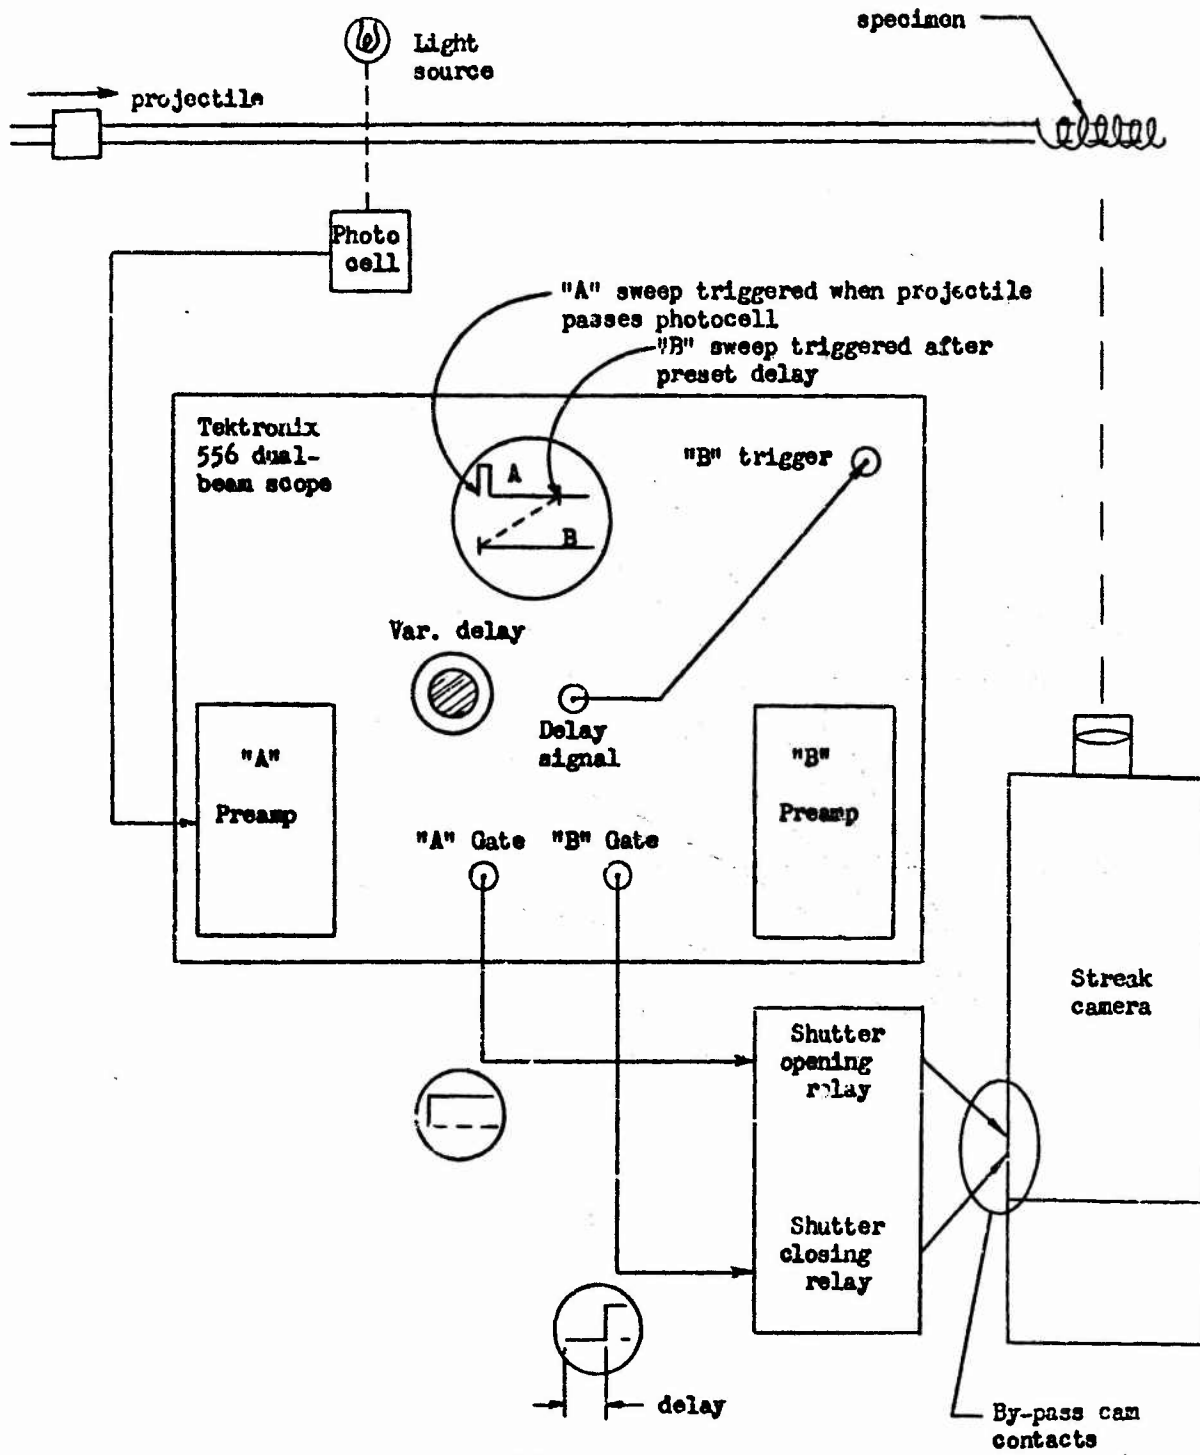 specimen
Light
source
projectile
Photo
cell
"A" sweep triggered when projectile
passes photocell
"B" sweep triggered after
preset delay
Tektronix
556 dual-
beam scope
"B" trigger
A
B
Var. delay
Delay
signal
"A"
Preamp
"B"
Preamp
"A" Gate
"B" Gate
Streak
camera
Shutter
opening
relay
Shutter
closing
relay
delay
By-pass cam
contacts